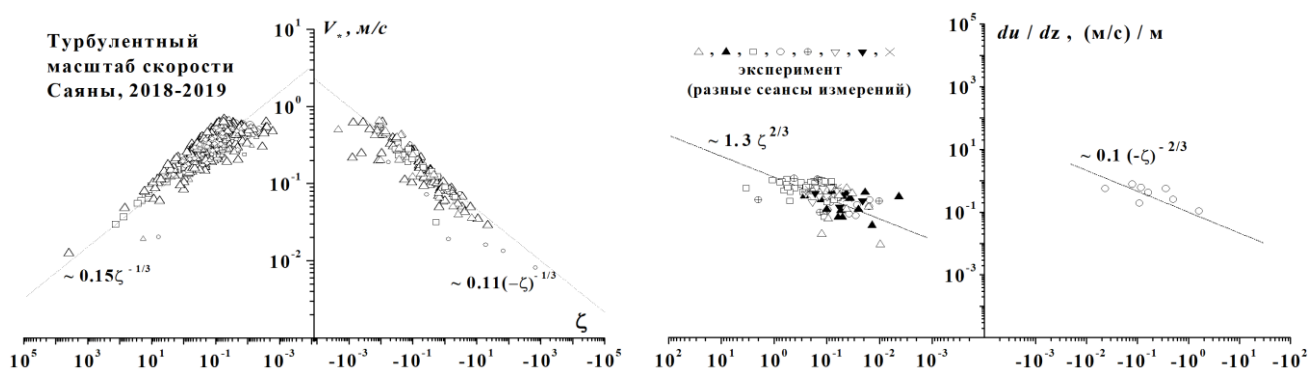 Турбулентный
масштаб скорости
Саяны, 2018-2019
V*, м/с
10^1
10^0
10^-1
10^-2
~ 0.15ζ^-1/3
~ 0.11(−ζ)^-1/3
ζ
10^5 10^3 10^1 10^-1 10^-3 -10^-3 -10^-1 -10^1 -10^3 -10^5
△ , ▲ , □ , ○ , ⊕ , ▽ , ▼ , ×
эксперимент
(разные сеансы измерений)
du / dz , (м/с) / м
10^5
10^3
10^1
10^-1
10^-3
~ 1.3 ζ^2/3
~ 0.1 (-ζ)^-2/3
10^2 10^0 10^-1 10^-2 10^-3 -10^-3 -10^-2 -10^-1 -10^0 -10^2